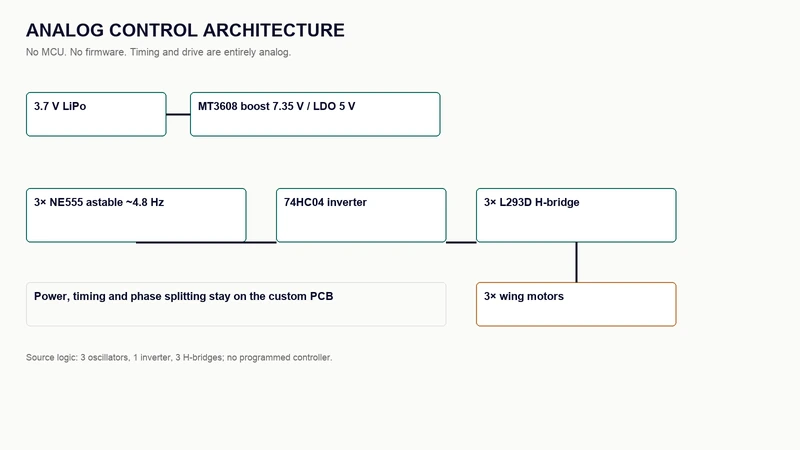 ANALOG CONTROL ARCHITECTURE
No MCU. No firmware. Timing and drive are entirely analog.
3.7 V LiPo
MT3608 boost 7.35 V / LDO 5 V
3× NE555 astable ~4.8 Hz
74HC04 inverter
3× L293D H-bridge
Power, timing and phase splitting stay on the custom PCB
3× wing motors
Source logic: 3 oscillators, 1 inverter, 3 H-bridges; no programmed controller.